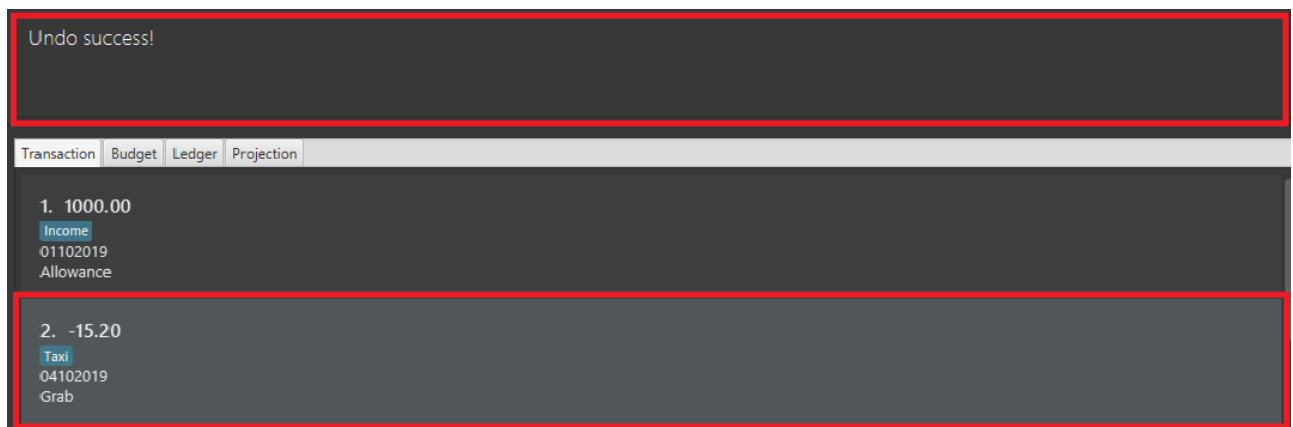 Undo success!
Transaction Budget Ledger Projection
1. 1000.00
Income
01102019
Allowance
2. -15.20
Taxi
04102019
Grab